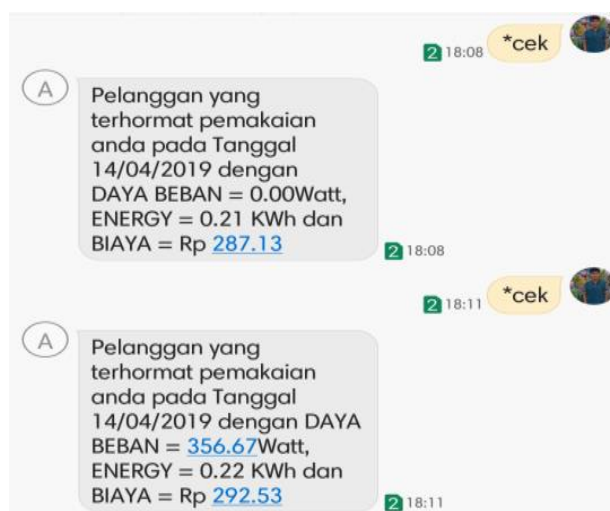 *cek
2 18:08
A
Pelanggan yang
terhormat pemakaian
anda pada Tanggal
14/04/2019 dengan
DAYA BEBAN = 0.00Watt,
ENERGY = 0.21 KWh dan
BIAYA = Rp 287.13
2 18:08
*cek
2 18:11
A
Pelanggan yang
terhormat pemakaian
anda pada Tanggal
14/04/2019 dengan DAYA
BEBAN = 356.67Watt,
ENERGY = 0.22 KWh dan
BIAYA = Rp 292.53
2 18:11